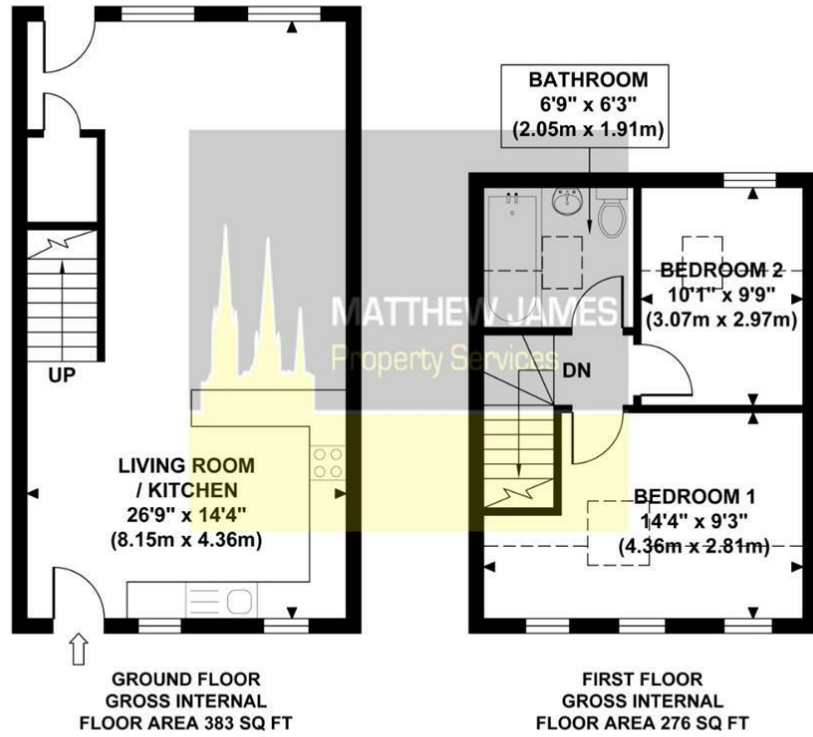 BATHROOM
6'9" x 6'3"
(2.05m x 1.91m)
BEDROOM 2
10'1" x 9'9"
(3.07m x 2.97m)
MATTHEW JAMES
Property Services
UP
DN
LIVING ROOM
/ KITCHEN
26'9" x 14'4"
(8.15m x 4.36m)
BEDROOM 1
14'4" x 9'3"
(4.36m x 2.81m)
GROUND FLOOR
GROSS INTERNAL
FLOOR AREA 383 SQ FT
FIRST FLOOR
GROSS INTERNAL
FLOOR AREA 276 SQ FT